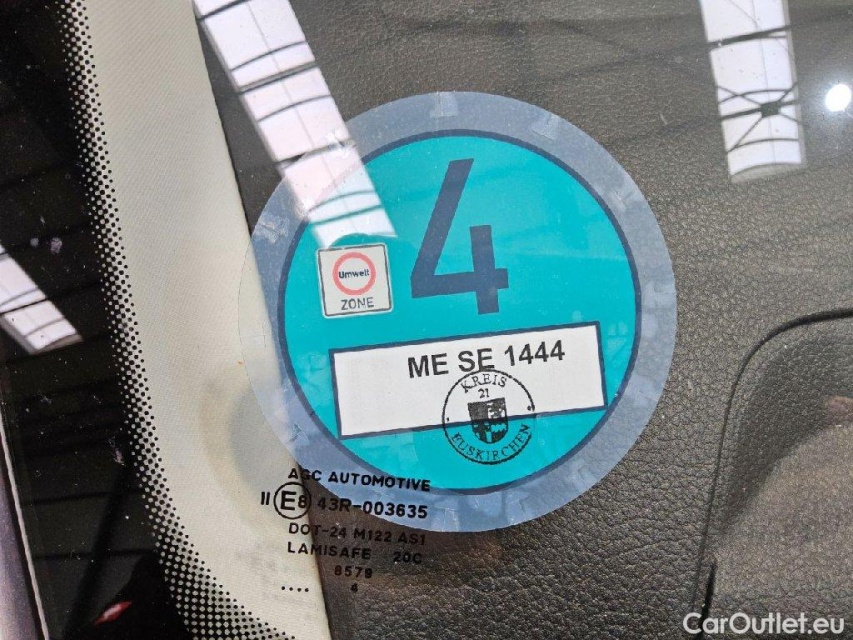 4
Umwelt
ZONE
ME SE 1444
KREIS
21
EUSKIRCHEN
AGC AUTOMOTIVE
II E8 43R-003635
DOT-24 M122 AS1
LAMISAFE 20C
8579
....
4
CarOutlet.eu